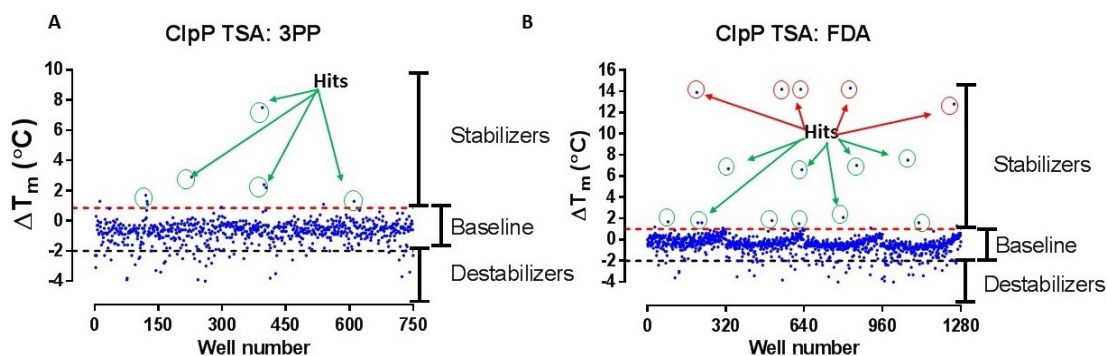 A
ClpP TSA: 3PP
10
8
6
4
2
0
-2
-4
ΔTm (°C)
Hits
Stabilizers
Baseline
Destabilizers
0 150 300 450 600 750
Well number
B
ClpP TSA: FDA
16
14
12
10
8
6
4
2
0
-2
-4
ΔTm (°C)
Hits
Stabilizers
Baseline
Destabilizers
0 320 640 960 1280
Well number